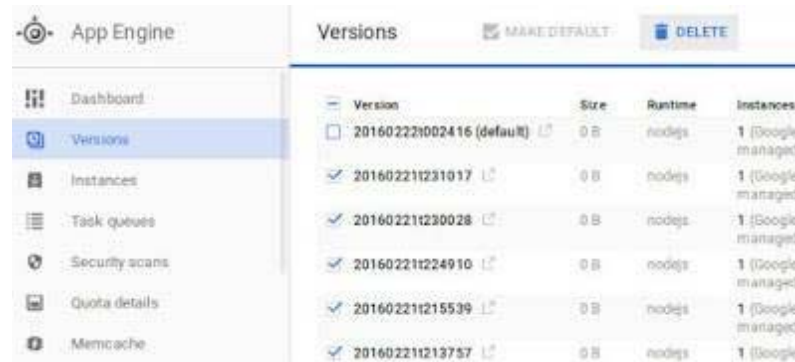 App Engine
Dashboard
Versions
Instances
Task queues
Security scans
Quota details
Memcache
Versions MAKE DEFAULT DELETE
Version Size Runtime Instances
20160222t002416 (default) 0 B nodejs 1 (Google
managed
20160221t231017 0 B nodejs 1 (Google
managed
20160221t230028 0 B nodejs 1 (Google
managed
20160221t224910 0 B nodejs 1 (Google
managed
20160221t215539 0 B nodejs 1 (Google
managed
20160221t213757 0 B nodejs 1 (Google